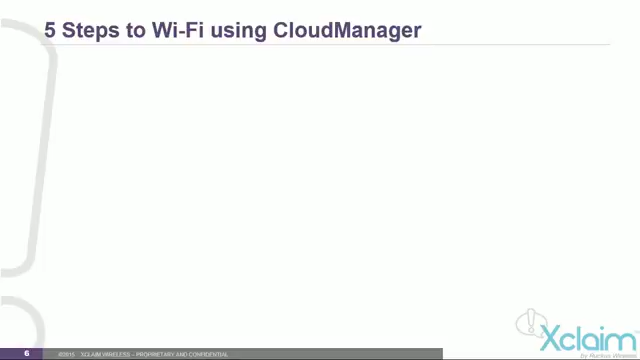 5 Steps to Wi-Fi using CloudManager
Xclaim
by Ruckus Wireless
6
©2015 XCLAIM WIRELESS – PROPRIETARY AND CONFIDENTIAL